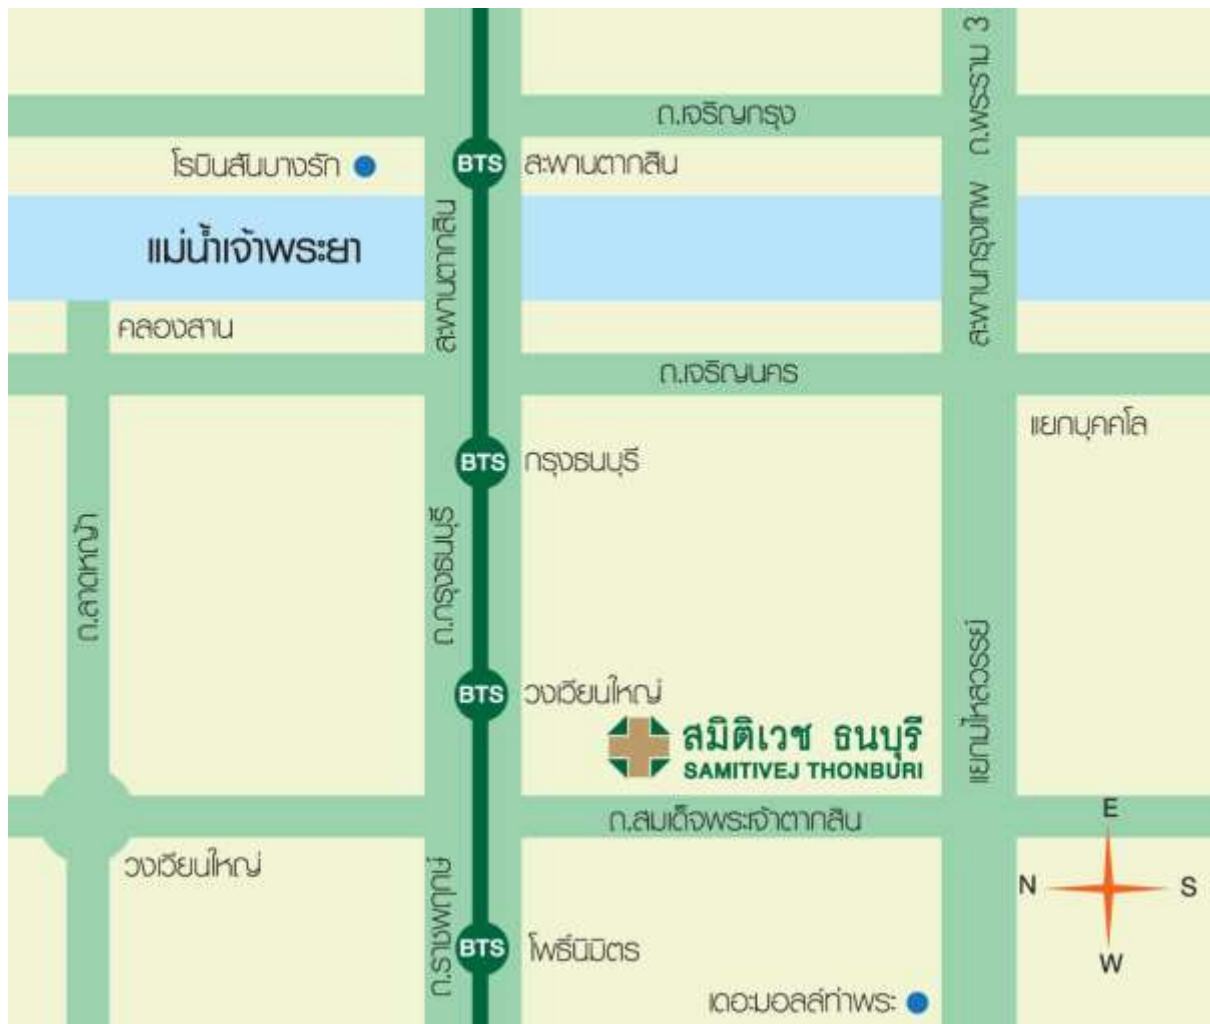 ถ.พระราม 3
ถ.เจริญกรุง
โรบินสันบางรัก
BTS
สะพานตากสิน
สะพานตากสิน
สะพานกรุงเทพ
แม่น้ำเจ้าพระยา
คลองสาน
ถ.เจริญนคร
แยกบุคคโล
BTS
กรุงธนบุรี
ถ.ลาดหญ้า
ถ.กรุงธนบุรี
แยกมไหสวรรย์
BTS
วงเวียนใหญ่
สมิติเวช ธนบุรี
SAMITIVEJ THONBURI
ถ.สมเด็จพระเจ้าตากสิน
E
วงเวียนใหญ่
N
S
ถ.ราชพฤกษ์
BTS
โพธิ์นิมิตร
W
เดอะมอลล์ท่าพระ